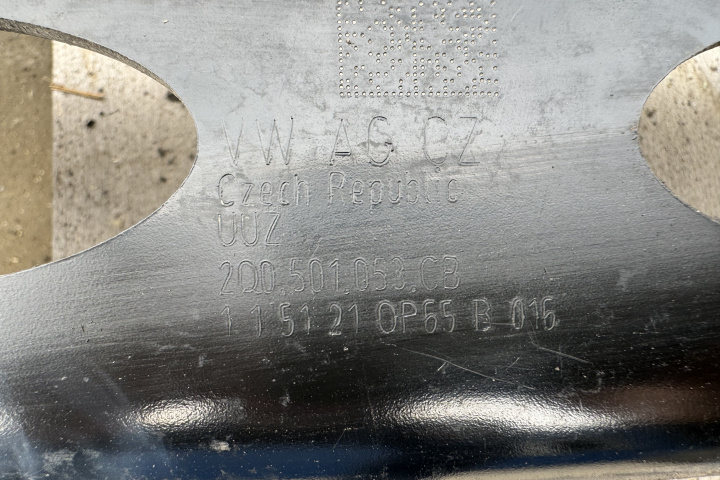 VW AG CZ
Czech Republic
UUZ
2Q0.501.053.CB
1 1 51 21 OP65 B 016